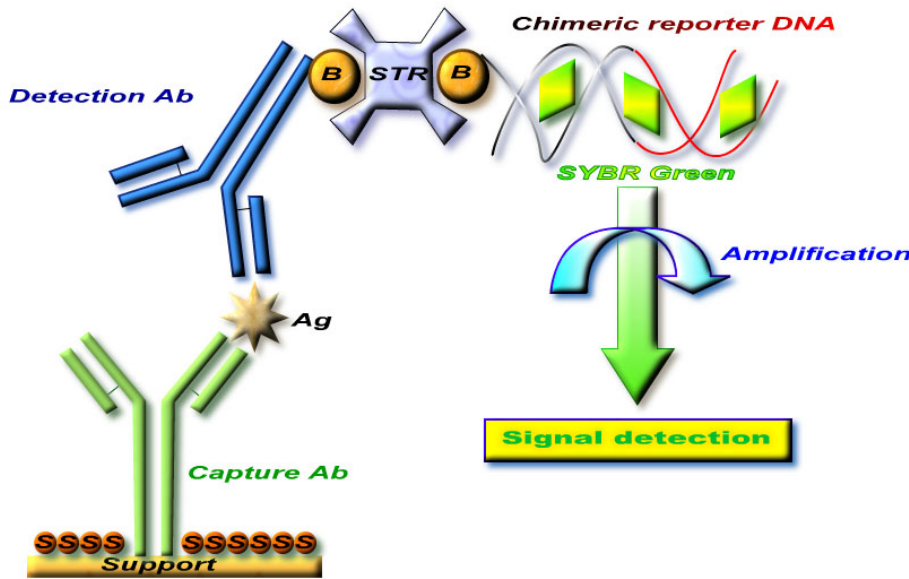 Chimeric reporter DNA
B STR B
Detection Ab
SYBR Green
Amplification
Ag
Signal detection
Capture Ab
SSSS SSSSSS
Support